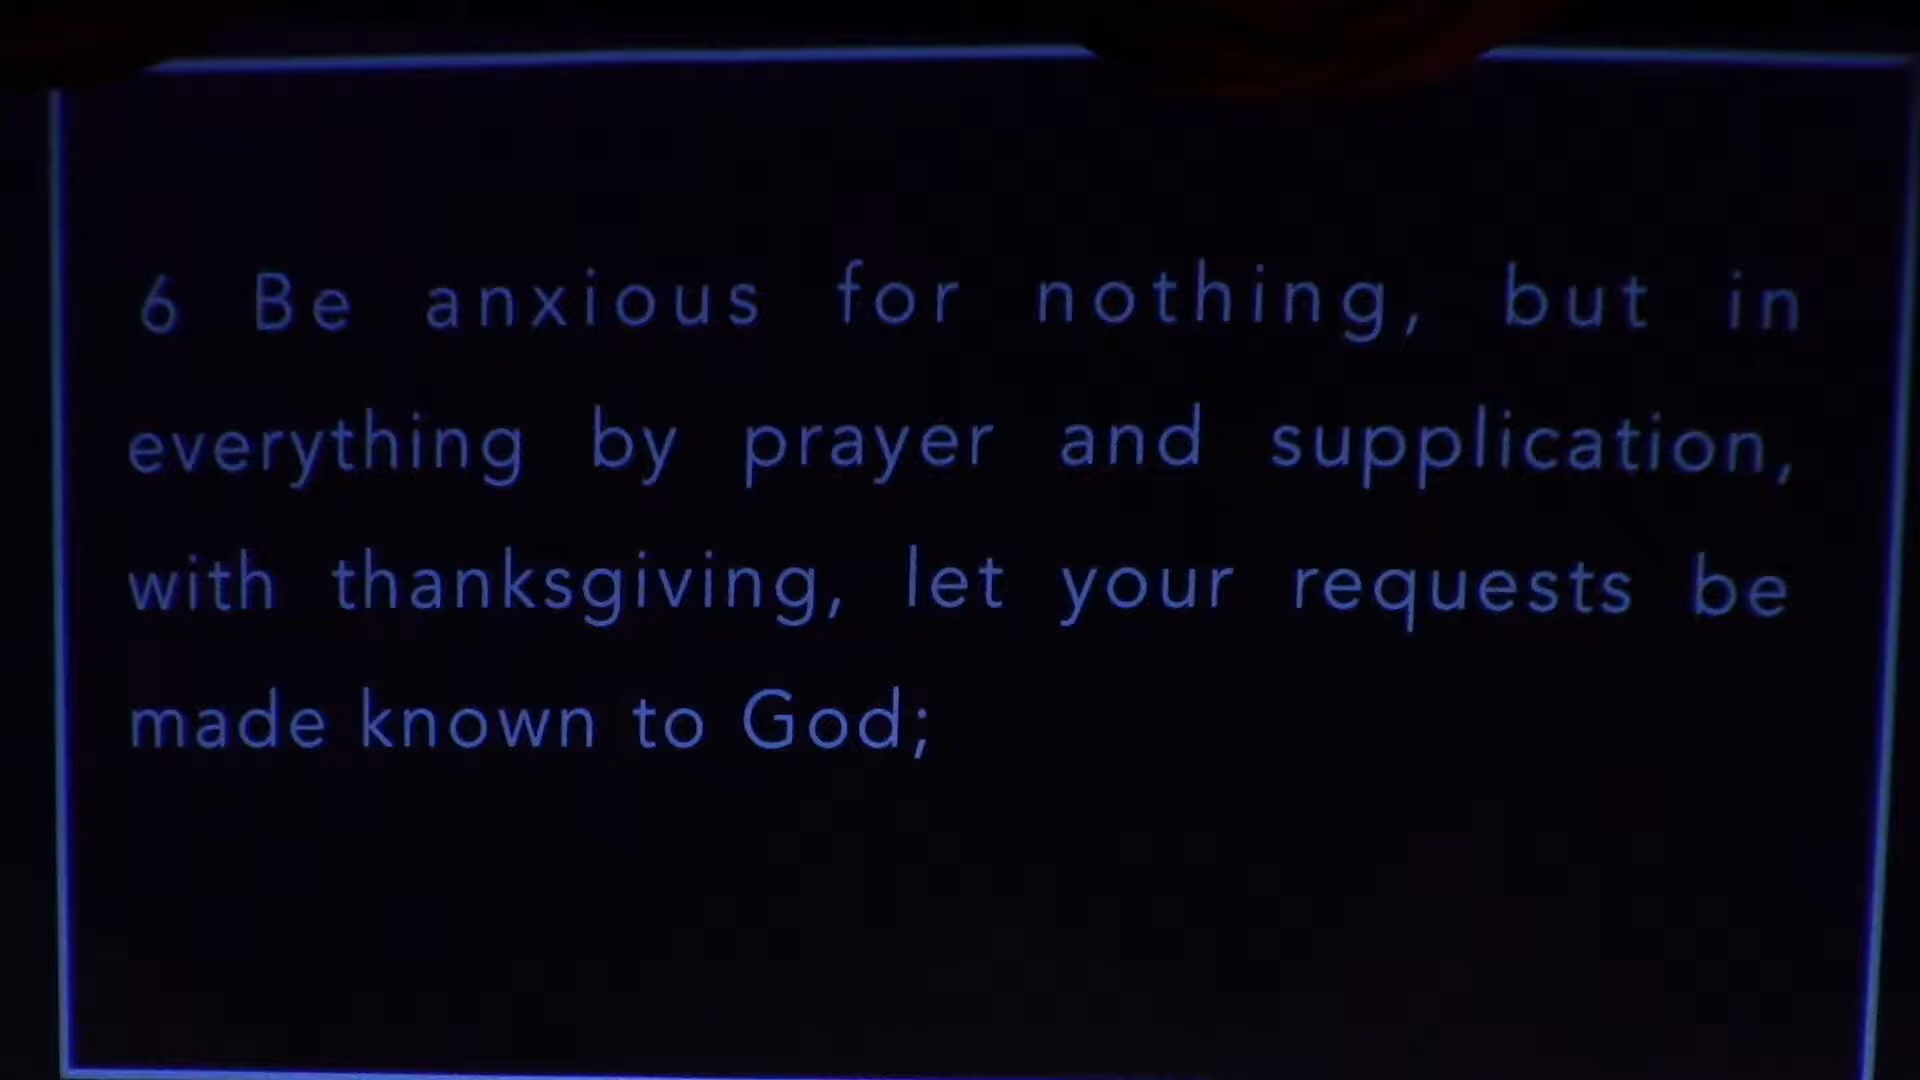 6 Be anxious for nothing, but in
everything by prayer and supplication,
with thanksgiving, let your requests be
made known to God;